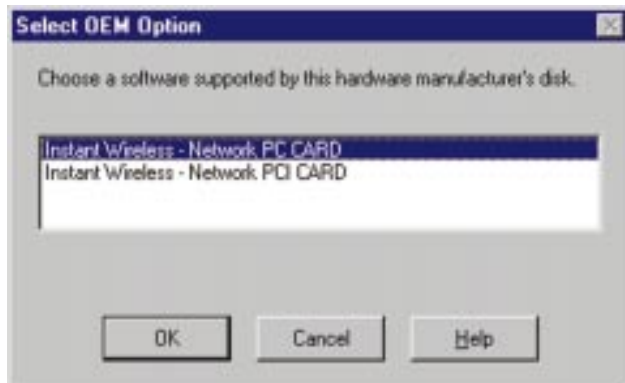 Select OEM Option
Choose a software supported by this hardware manufacturer's disk.
Instant Wireless - Network PC CARD
Instant Wireless - Network PCI CARD
OK
Cancel
Help